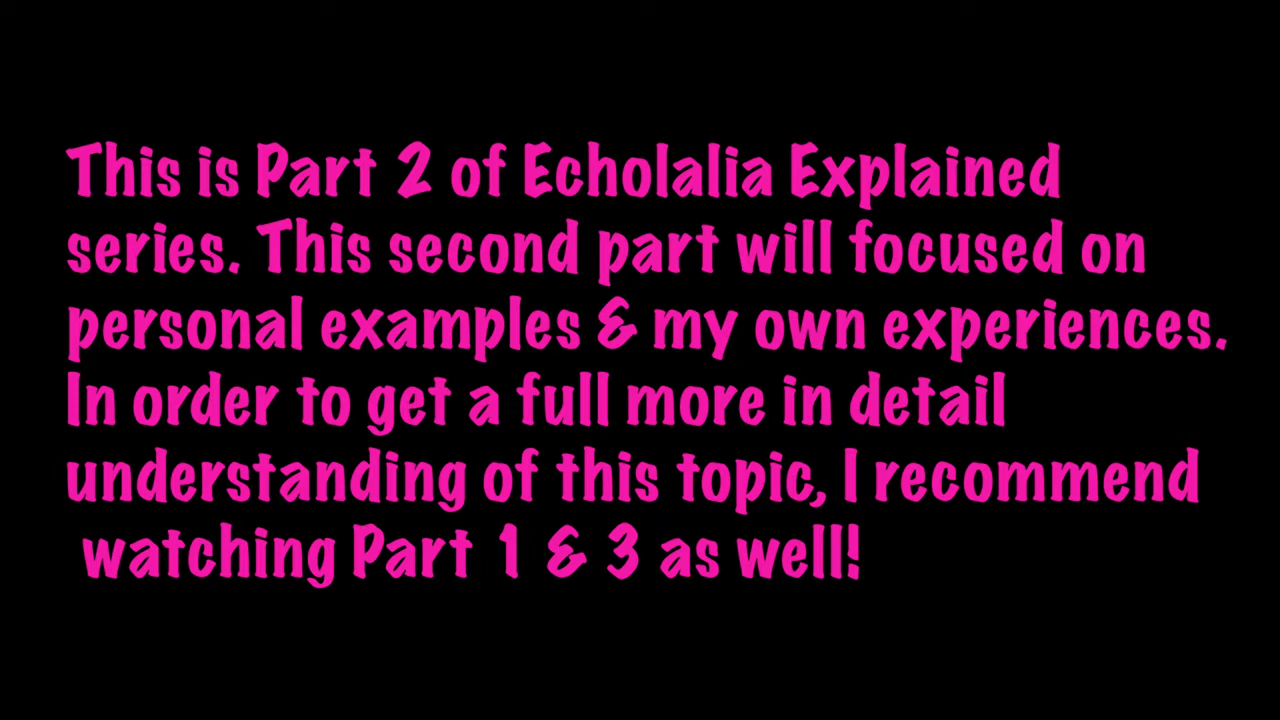 This is Part 2 of Echolalia Explained
series. This second part will focused on
personal examples & my own experiences.
In order to get a full more in detail
understanding of this topic, I recommend
watching Part 1 & 3 as well!